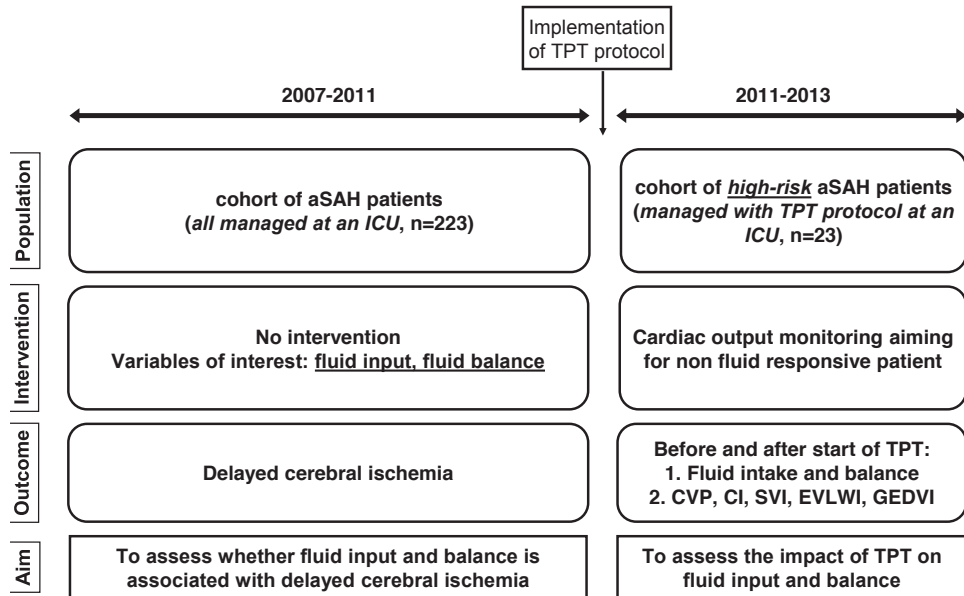 Implementation
of TPT protocol
2007-2011
2011-2013
Population
cohort of aSAH patients
(all managed at an ICU, n=223)
cohort of high-risk aSAH patients
(managed with TPT protocol at an
ICU, n=23)
Intervention
No intervention
Variables of interest: fluid input, fluid balance
Cardiac output monitoring aiming
for non fluid responsive patient
Outcome
Delayed cerebral ischemia
Before and after start of TPT:
1. Fluid intake and balance
2. CVP, CI, SVI, EVLWI, GEDVI
Aim
To assess whether fluid input and balance is
associated with delayed cerebral ischemia
To assess the impact of TPT on
fluid input and balance